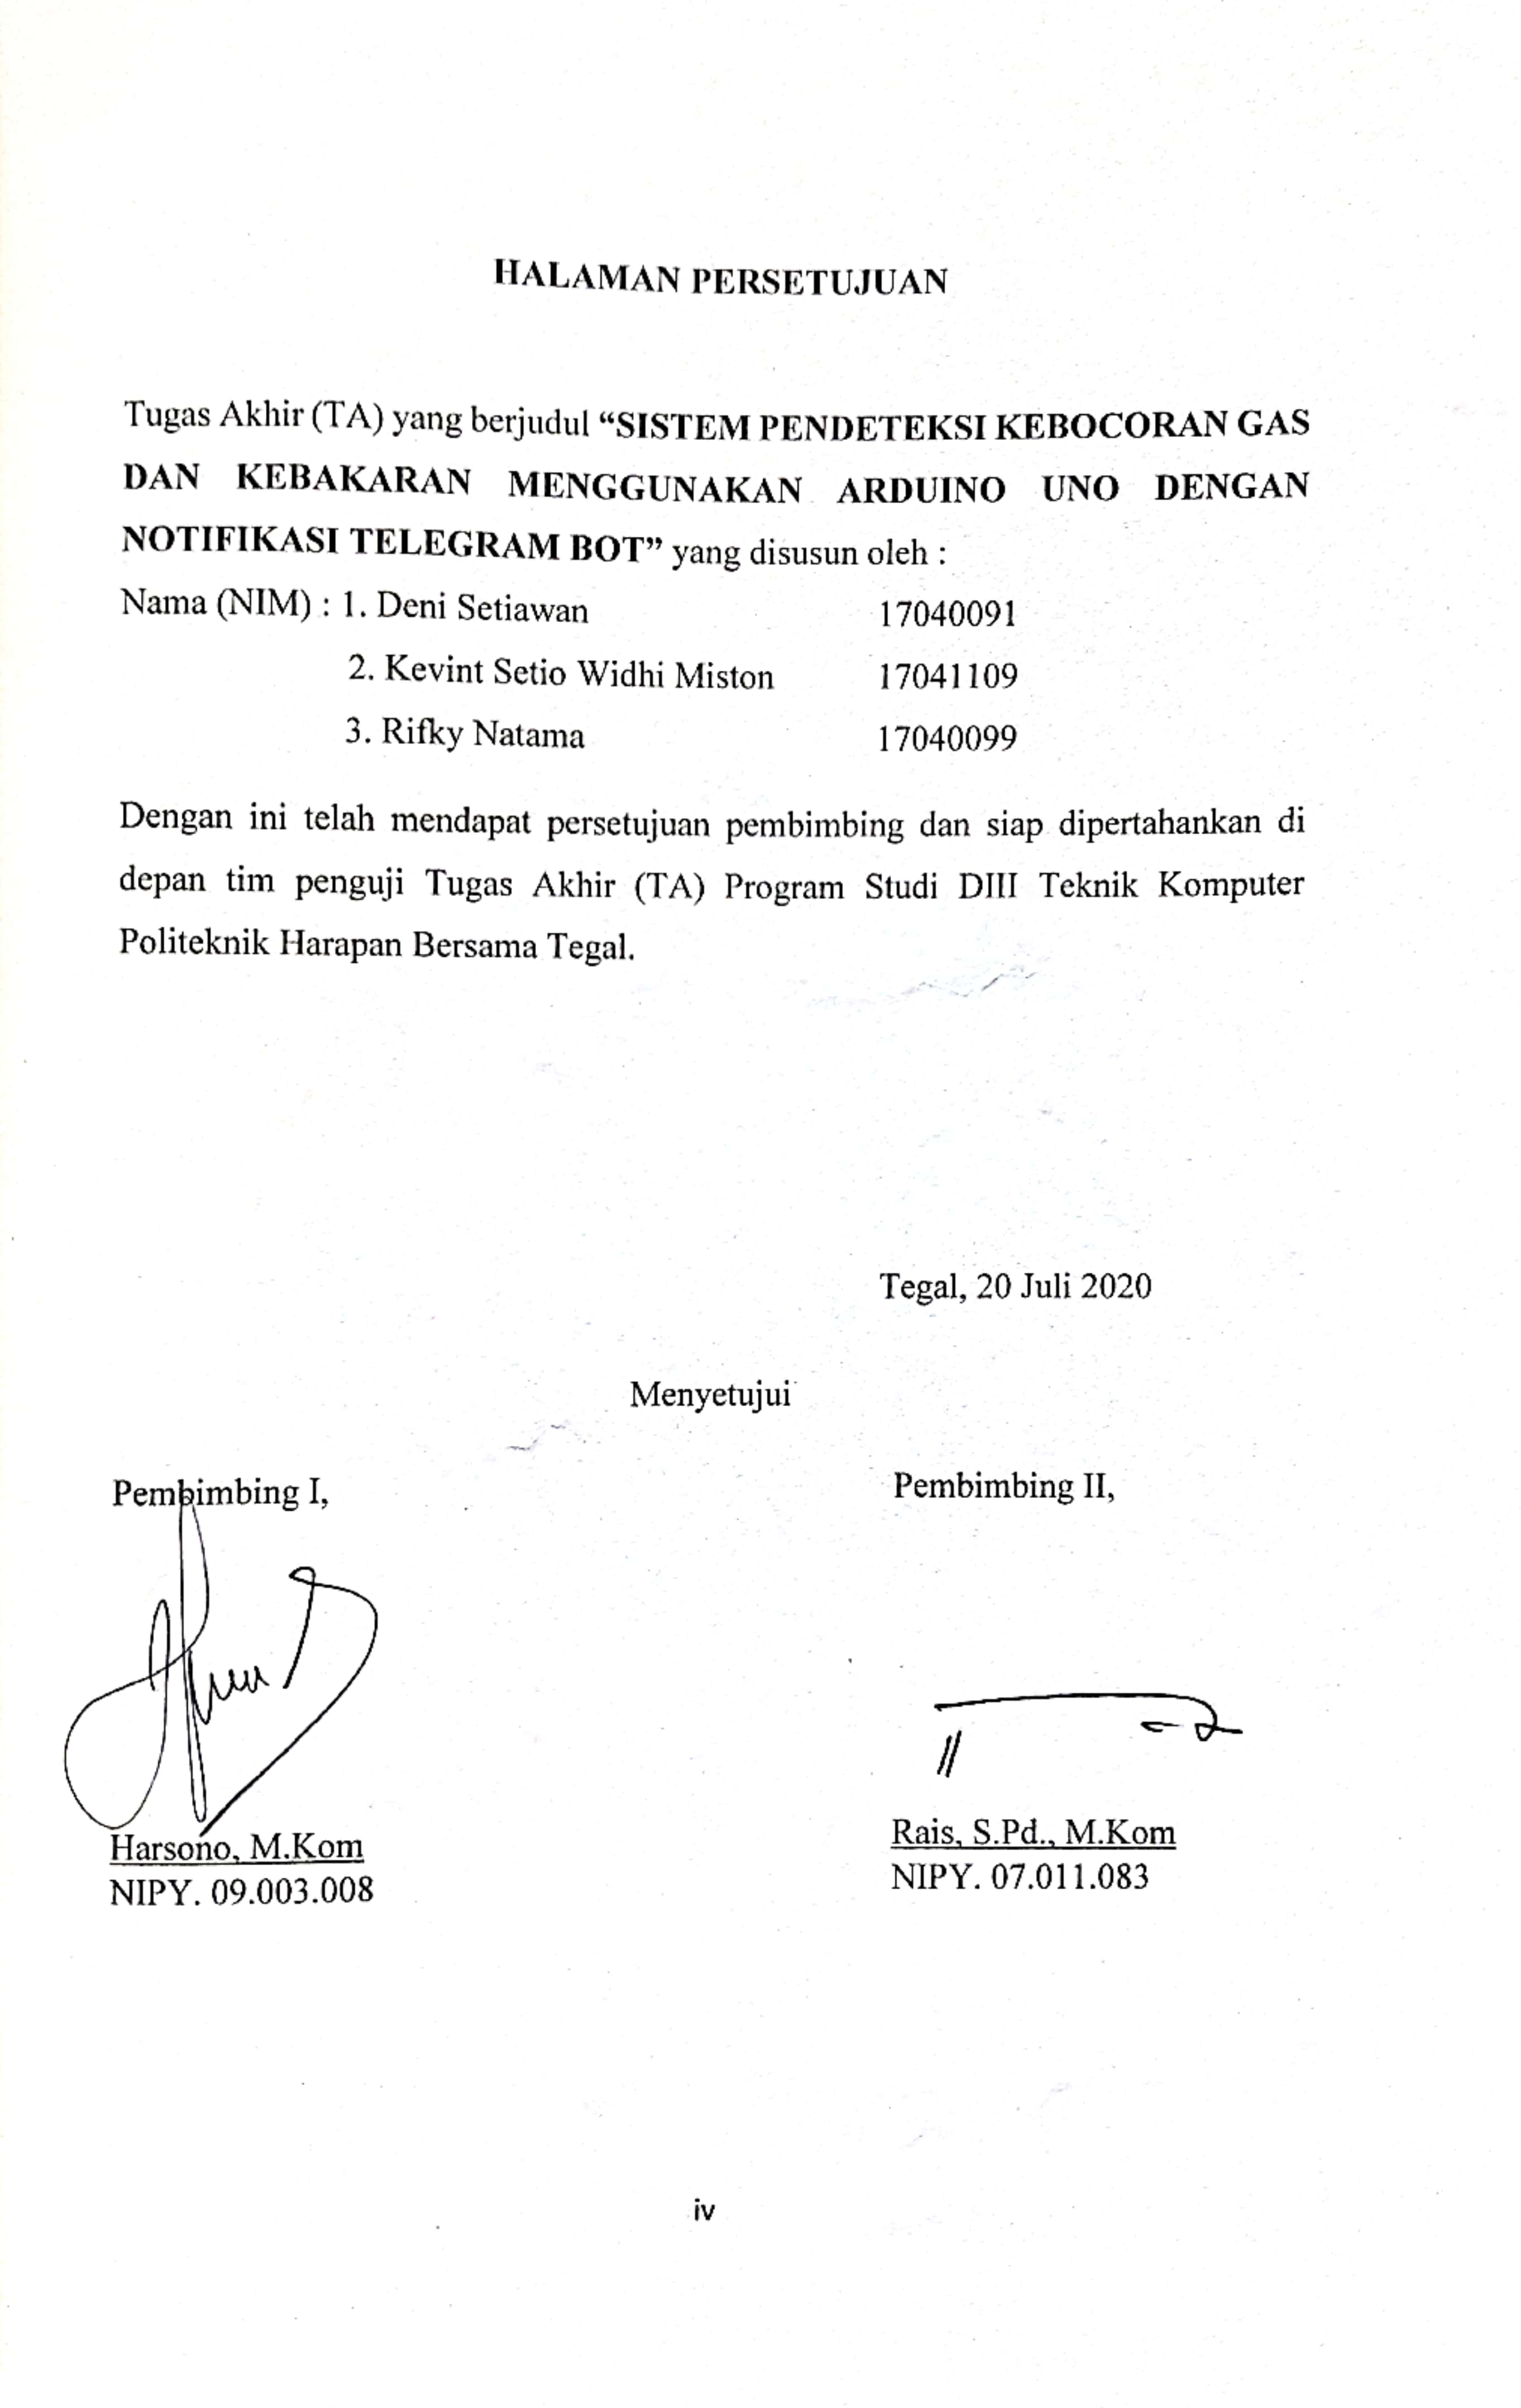 HALAMAN PERSETUJUAN
Tugas Akhir (TA) yang berjudul “SISTEM PENDETEKSI KEBOCORAN GAS
DAN KEBAKARAN MENGGUNAKAN ARDUINO UNO DENGAN
NOTIFIKASI TELEGRAM BOT” yang disusun oleh :
Nama (NIM) : 1. Deni Setiawan 17040091
2. Kevint Setio Widhi Miston 17041109
3. Rifky Natama 17040099
Dengan ini telah mendapat persetujuan pembimbing dan siap dipertahankan di
depan tim penguji Tugas Akhir (TA) Program Studi DIII Teknik Komputer
Politeknik Harapan Bersama Tegal.
Tegal, 20 Juli 2020
Menyetujui
Pembimbing I, Pembimbing II,
Harsono, M.Kom Rais, S.Pd., M.Kom
NIPY. 09.003.008 NIPY. 07.011.083
iv